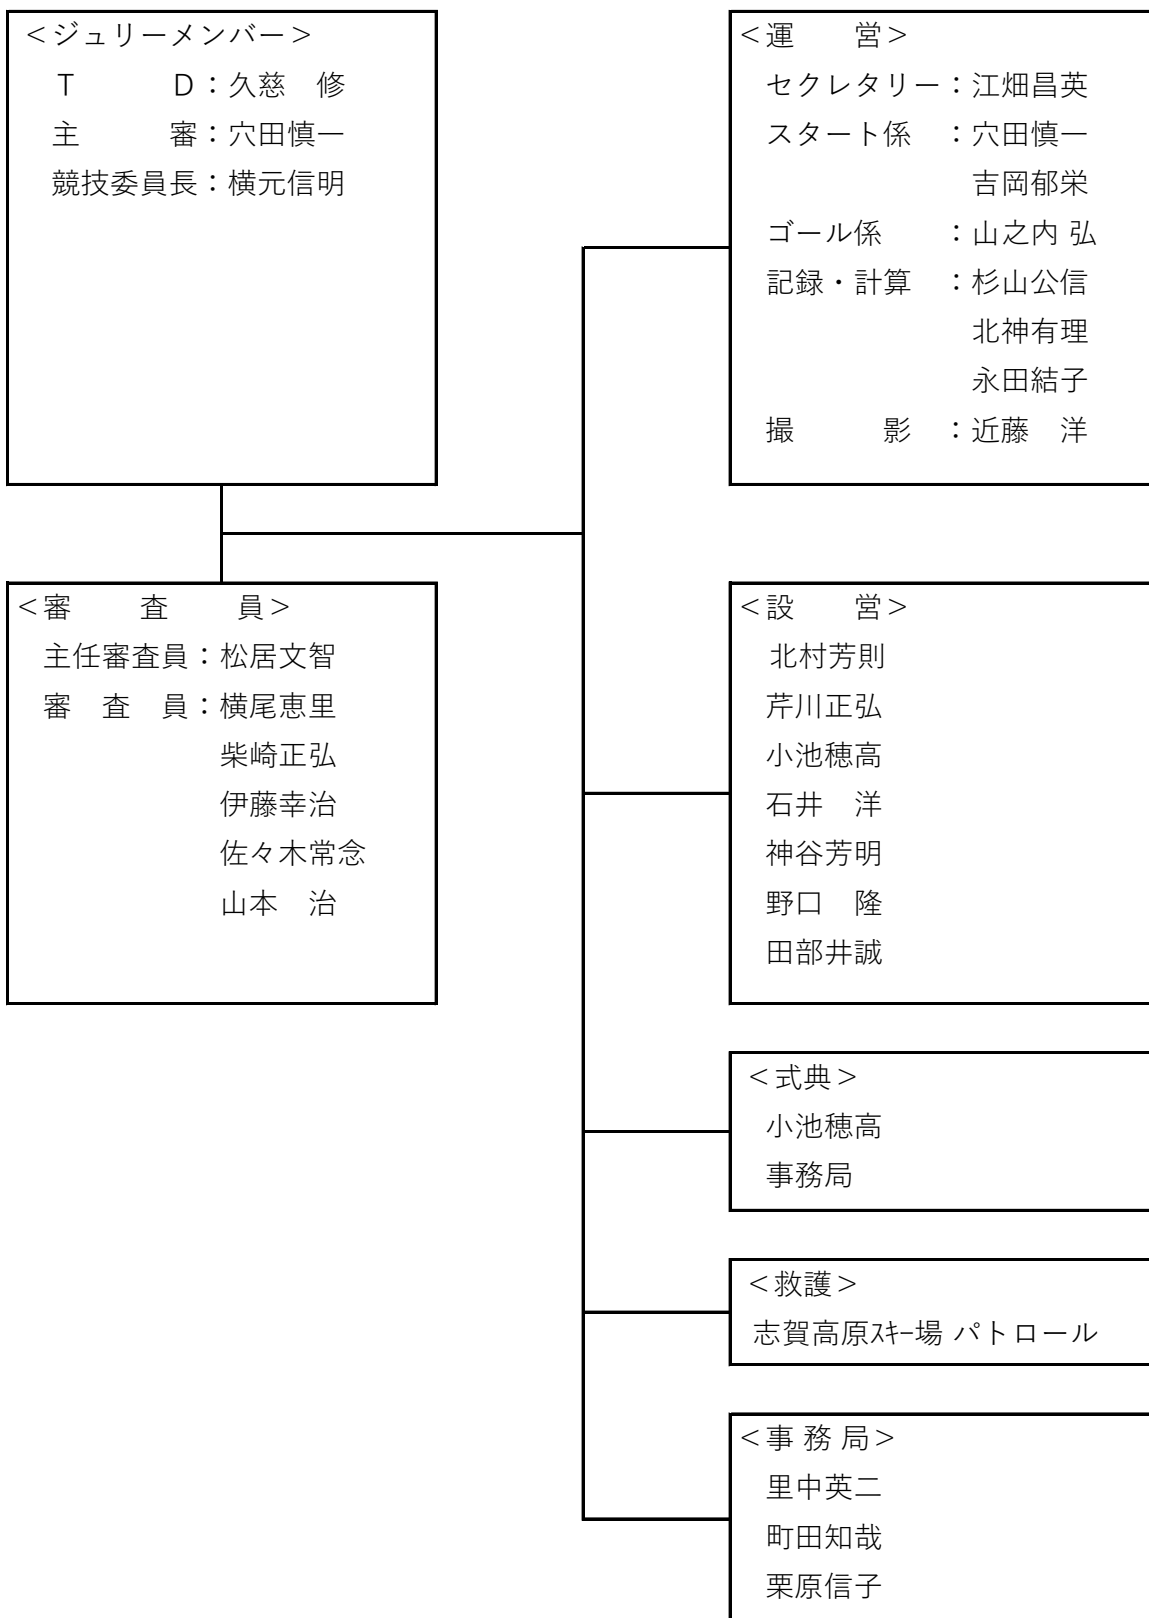 <ジュリーメンバー>
T D:久慈 修
主 審:穴田慎一
競技委員長:横元信明
<審 査 員>
主任審査員:松居文智
審 査 員:横尾恵里
柴崎正弘
伊藤幸治
佐々木常念
山本 治
<運 営>
セクレタリー:江畑昌英
スタート係 :穴田慎一
吉岡郁栄
ゴール係 :山之内 弘
記録・計算 :杉山公信
北神有理
永田結子
撮 影 :近藤 洋
<設 営>
北村芳則
芹川正弘
小池穂高
石井 洋
神谷芳明
野口 隆
田部井誠
<式典>
小池穂高
事務局
<救護>
志賀高原スキー場 パトロール
<事 務 局>
里中英二
町田知哉
栗原信子